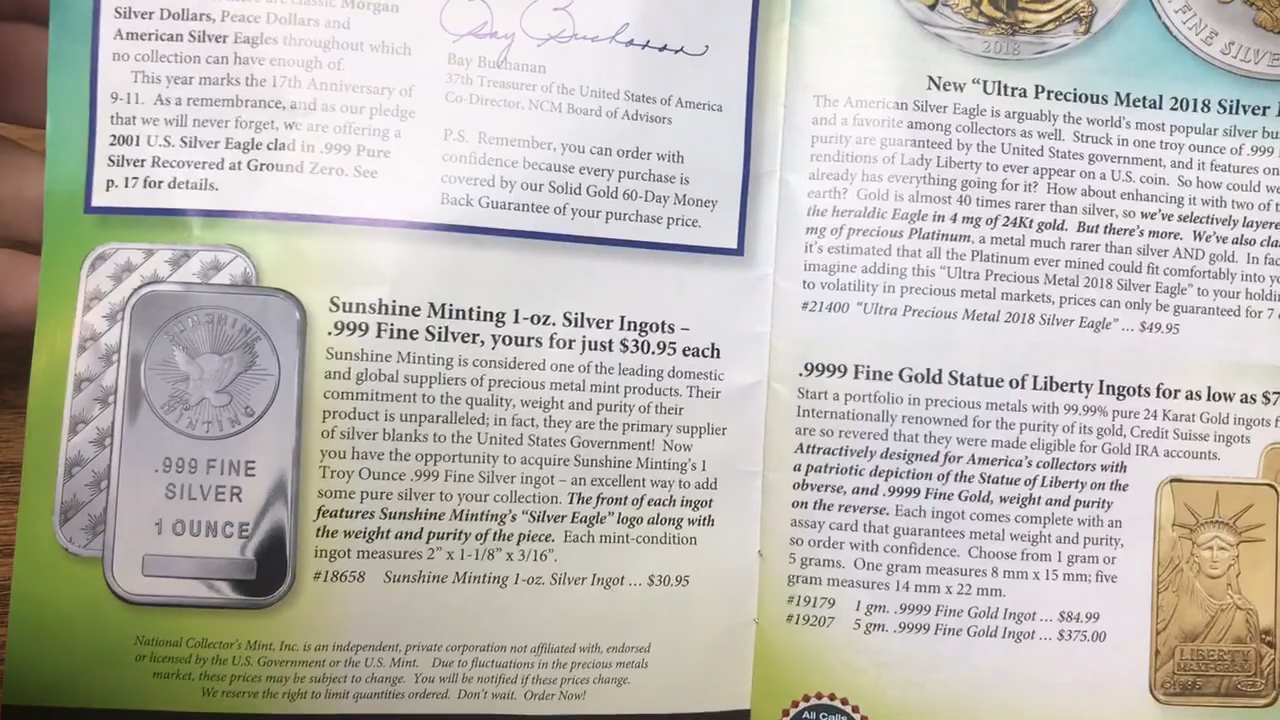 Morgan
Silver Dollars, Peace Dollars and
American Silver Eagles throughout which
no collection can have enough of.
This year marks the 17th Anniversary of
9-11. As a remembrance, and as our pledge
that we will never forget, we are offering a
2001 U.S. Silver Eagle clad in .999 Pure
Silver Recovered at Ground Zero. See
p. 17 for details.
Bay Buchanan
Bay Buchanan
37th Treasurer of the United States of America
Co-Director, NCM Board of Advisors
P.S. Remember, you can order with
confidence because every purchase is
covered by our Solid Gold 60-Day Money
Back Guarantee of your purchase price.
SUNSHINE
MINTING
.999 FINE
SILVER
1 OUNCE
Sunshine Minting 1-oz. Silver Ingots –
.999 Fine Silver, yours for just $30.95 each
Sunshine Minting is considered one of the leading domestic
and global suppliers of precious metal mint products. Their
commitment to the quality, weight and purity of their
product is unparalleled; in fact, they are the primary supplier
of silver blanks to the United States Government! Now
you have the opportunity to acquire Sunshine Minting's 1
Troy Ounce .999 Fine Silver ingot – an excellent way to add
some pure silver to your collection. The front of each ingot
features Sunshine Minting's "Silver Eagle" logo along with
the weight and purity of the piece. Each mint-condition
ingot measures 2" x 1-1/8" x 3/16".
#18658 Sunshine Minting 1-oz. Silver Ingot ... $30.95
National Collector's Mint, Inc. is an independent, private corporation not affiliated with, endorsed
or licensed by the U.S. Government or the U.S. Mint. Due to fluctuations in the precious metals
market, these prices may be subject to change. You will be notified if these prices change.
We reserve the right to limit quantities ordered. Don't wait. Order Now!
2018
FINE SILVE
New "Ultra Precious Metal 2018 Silver
The American Silver Eagle is arguably the world's most popular silver bu
and a favorite among collectors as well. Struck in one troy ounce of .999
purity are guaranteed by the United States government, and it features on
renditions of Lady Liberty to ever appear on a U.S. coin. So how could we
already has everything going for it? How about enhancing it with two of t
earth? Gold is almost 40 times rarer than silver, so we've selectively layere
the heraldic Eagle in 4 mg of 24Kt gold. But there's more. We've also cla
mg of precious Platinum, a metal much rarer than silver AND gold. In fac
it's estimated that all the Platinum ever mined could fit comfortably into yo
imagine adding this "Ultra Precious Metal 2018 Silver Eagle" to your holdi
to volatility in precious metal markets, prices can only be guaranteed for 7
#21400 "Ultra Precious Metal 2018 Silver Eagle" ... $49.95
.9999 Fine Gold Statue of Liberty Ingots for as low as $7
Start a portfolio in precious metals with 99.99% pure 24 Karat Gold ingots f
Internationally renowned for the purity of its gold, Credit Suisse ingots
are so revered that they were made eligible for Gold IRA accounts.
Attractively designed for America's collectors with
a patriotic depiction of the Statue of Liberty on the
obverse, and .9999 Fine Gold, weight and purity
on the reverse. Each ingot comes complete with an
assay card that guarantees metal weight and purity,
so order with confidence. Choose from 1 gram or
5 grams. One gram measures 8 mm x 15 mm; five
gram measures 14 mm x 22 mm.
#19179 1 gm. .9999 Fine Gold Ingot ... $84.99
#19207 5 gm. .9999 Fine Gold Ingot ... $375.00
LIBERTY
All Calls